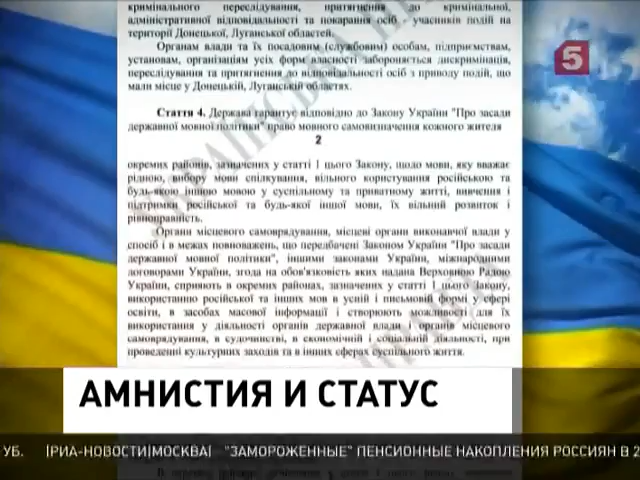 кримінального переслідування, притягнення до кримінальної,
адміністративної відповідальності та покарання осіб - учасників подій на
території Донецької, Луганської областей.
Органам влади та їх посадовим (службовим) особам, підприємствам,
установам, організаціям усіх форм власності забороняється дискримінація,
переслідування та притягнення до відповідальності осіб з приводу подій, що
мали місце у Донецькій, Луганській областях.
5
Стаття 4. Держава гарантує відповідно до Закону України "Про засади
державної мовної політики" право мовного самовизначення кожного жителя
2
окремих районів, зазначених у статті 1 цього Закону, щодо мови, яку вважає
рідною, вибору мови спілкування, вільного користування російською та
будь-якою іншою мовою у суспільному та приватному житті, вивчення і
підтримки російської та будь-якої іншої мови, їх вільний розвиток і
рівноправність.
Органи місцевого самоврядування, місцеві органи виконавчої влади у
спосіб і в межах повноважень, що передбачені Законом України "Про засади
державної мовної політики", іншими законами України, міжнародними
договорами України, згода на обов'язковість яких надана Верховною Радою
України, сприяють в окремих районах, зазначених у статті 1 цього Закону,
використанню російської та інших мов в усній і письмовій формі у сфері
освіти, в засобах масової інформації і створюють можливості для їх
використання у діяльності органів державної влади і органів місцевого
самоврядування, в судочинстві, в економічній і соціальній діяльності, при
проведенні культурних заходів та в інших сферах суспільного життя.
АМНИСТИЯ И СТАТУС
УБ. |РИА-НОВОСТИ|МОСКВА| "ЗАМОРОЖЕННЫЕ" ПЕНСИОННЫЕ НАКОПЛЕНИЯ РОССИЯН В 2